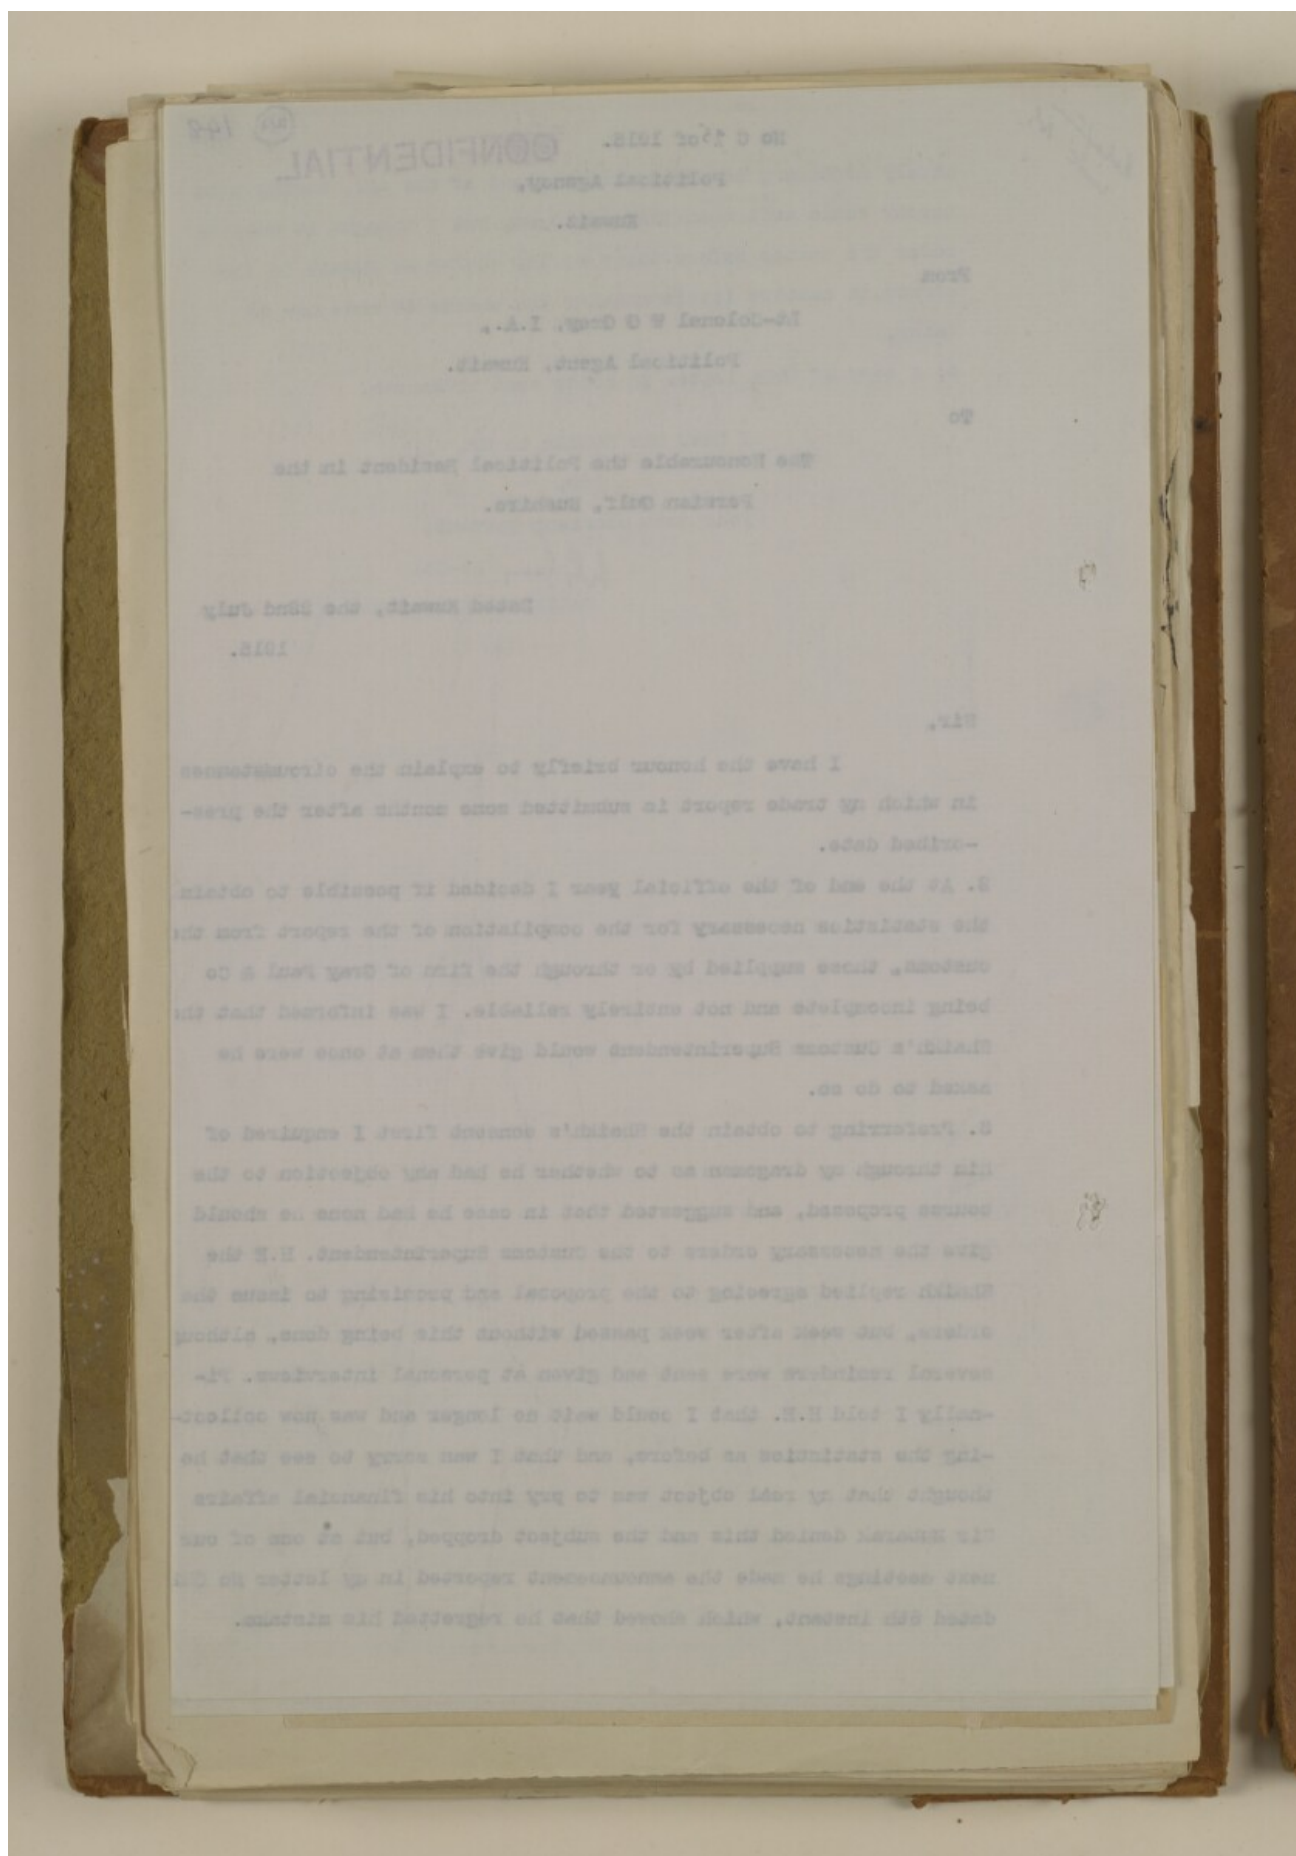 148
CONFIDENTIAL
No C of 1915.
Political Agency,
Kuwait.
From
Lt-Colonel W G Grey, I.A.,
Political Agent, Kuwait.
To
The Honourable the Political Resident in the
Persian Gulf, Bushire.
Dated Kuwait, the 22nd July
1915.
Sir,
I have the honour briefly to explain the circumstances
in which my trade report is submitted some months after the pres-
-cribed date.
2. At the end of the official year I decided if possible to obtain
the statistics necessary for the compilation of the report from the
customs, those supplied by or through the firm of Gray Paul & Co
being incomplete and not entirely reliable. I was informed that the
Shaikh's Customs Superintendent would give them at once were he
asked to do so.
3. Preferring to obtain the Shaikh's consent first I enquired of
him through my dragoman as to whether he had any objection to the
course proposed, and suggested that in case he had none he should
give the necessary orders to the Customs Superintendent. H.E the
Shaikh replied agreeing to the proposal and promising to issue the
orders, but week after week passed without this being done, although
several reminders were sent and given at personal interviews. Fi-
-nally I told H.E. that I could wait no longer and was now collect-
-ing the statistics as before, and that I was sorry to see that he
thought that my real object was to pry into his financial affairs
Sir Mubarak denied this and the subject dropped, but at one of our
next meetings he made the announcement reported in my letter No
dated 6th instant, which showed that he regretted his mistake.